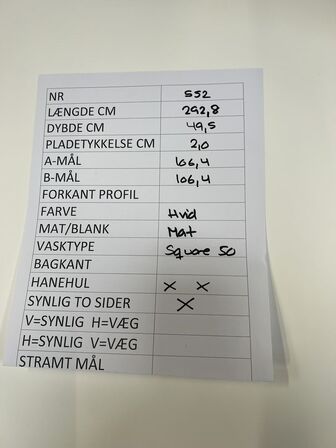 NR 552
LÆNGDE CM 292,8
DYBDE CM 49,5
PLADETYKKELSE CM 2,0
A-MÅL 106,4
B-MÅL 106,4
FORKANT PROFIL
FARVE Hvid
MAT/BLANK Mat
VASKTYPE Square 50
BAGKANT
HANEHUL X X
SYNLIG TO SIDER X
V=SYNLIG H=VÆG
H=SYNLIG V=VÆG
STRAMT MÅL